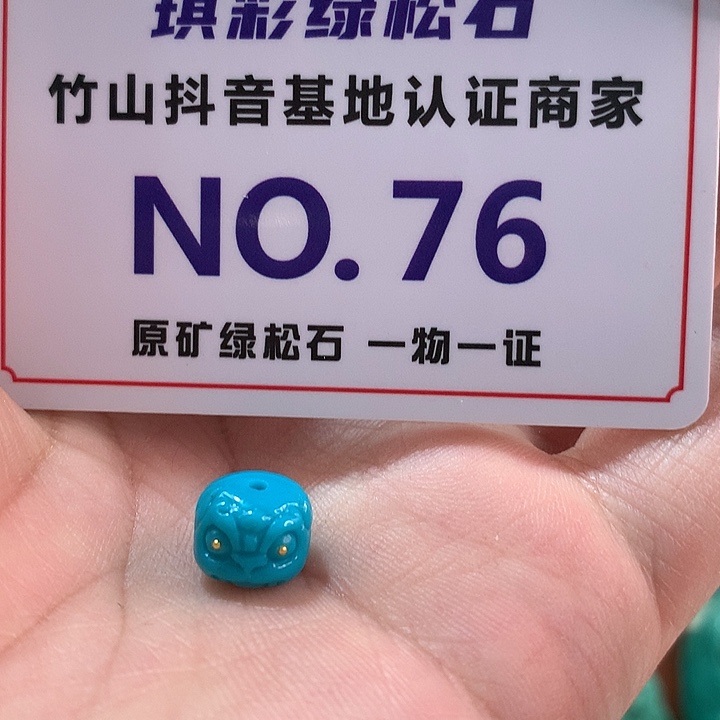 琪彩绿松石
竹山抖音基地认证商家
NO.76
原矿绿松石 一物一证